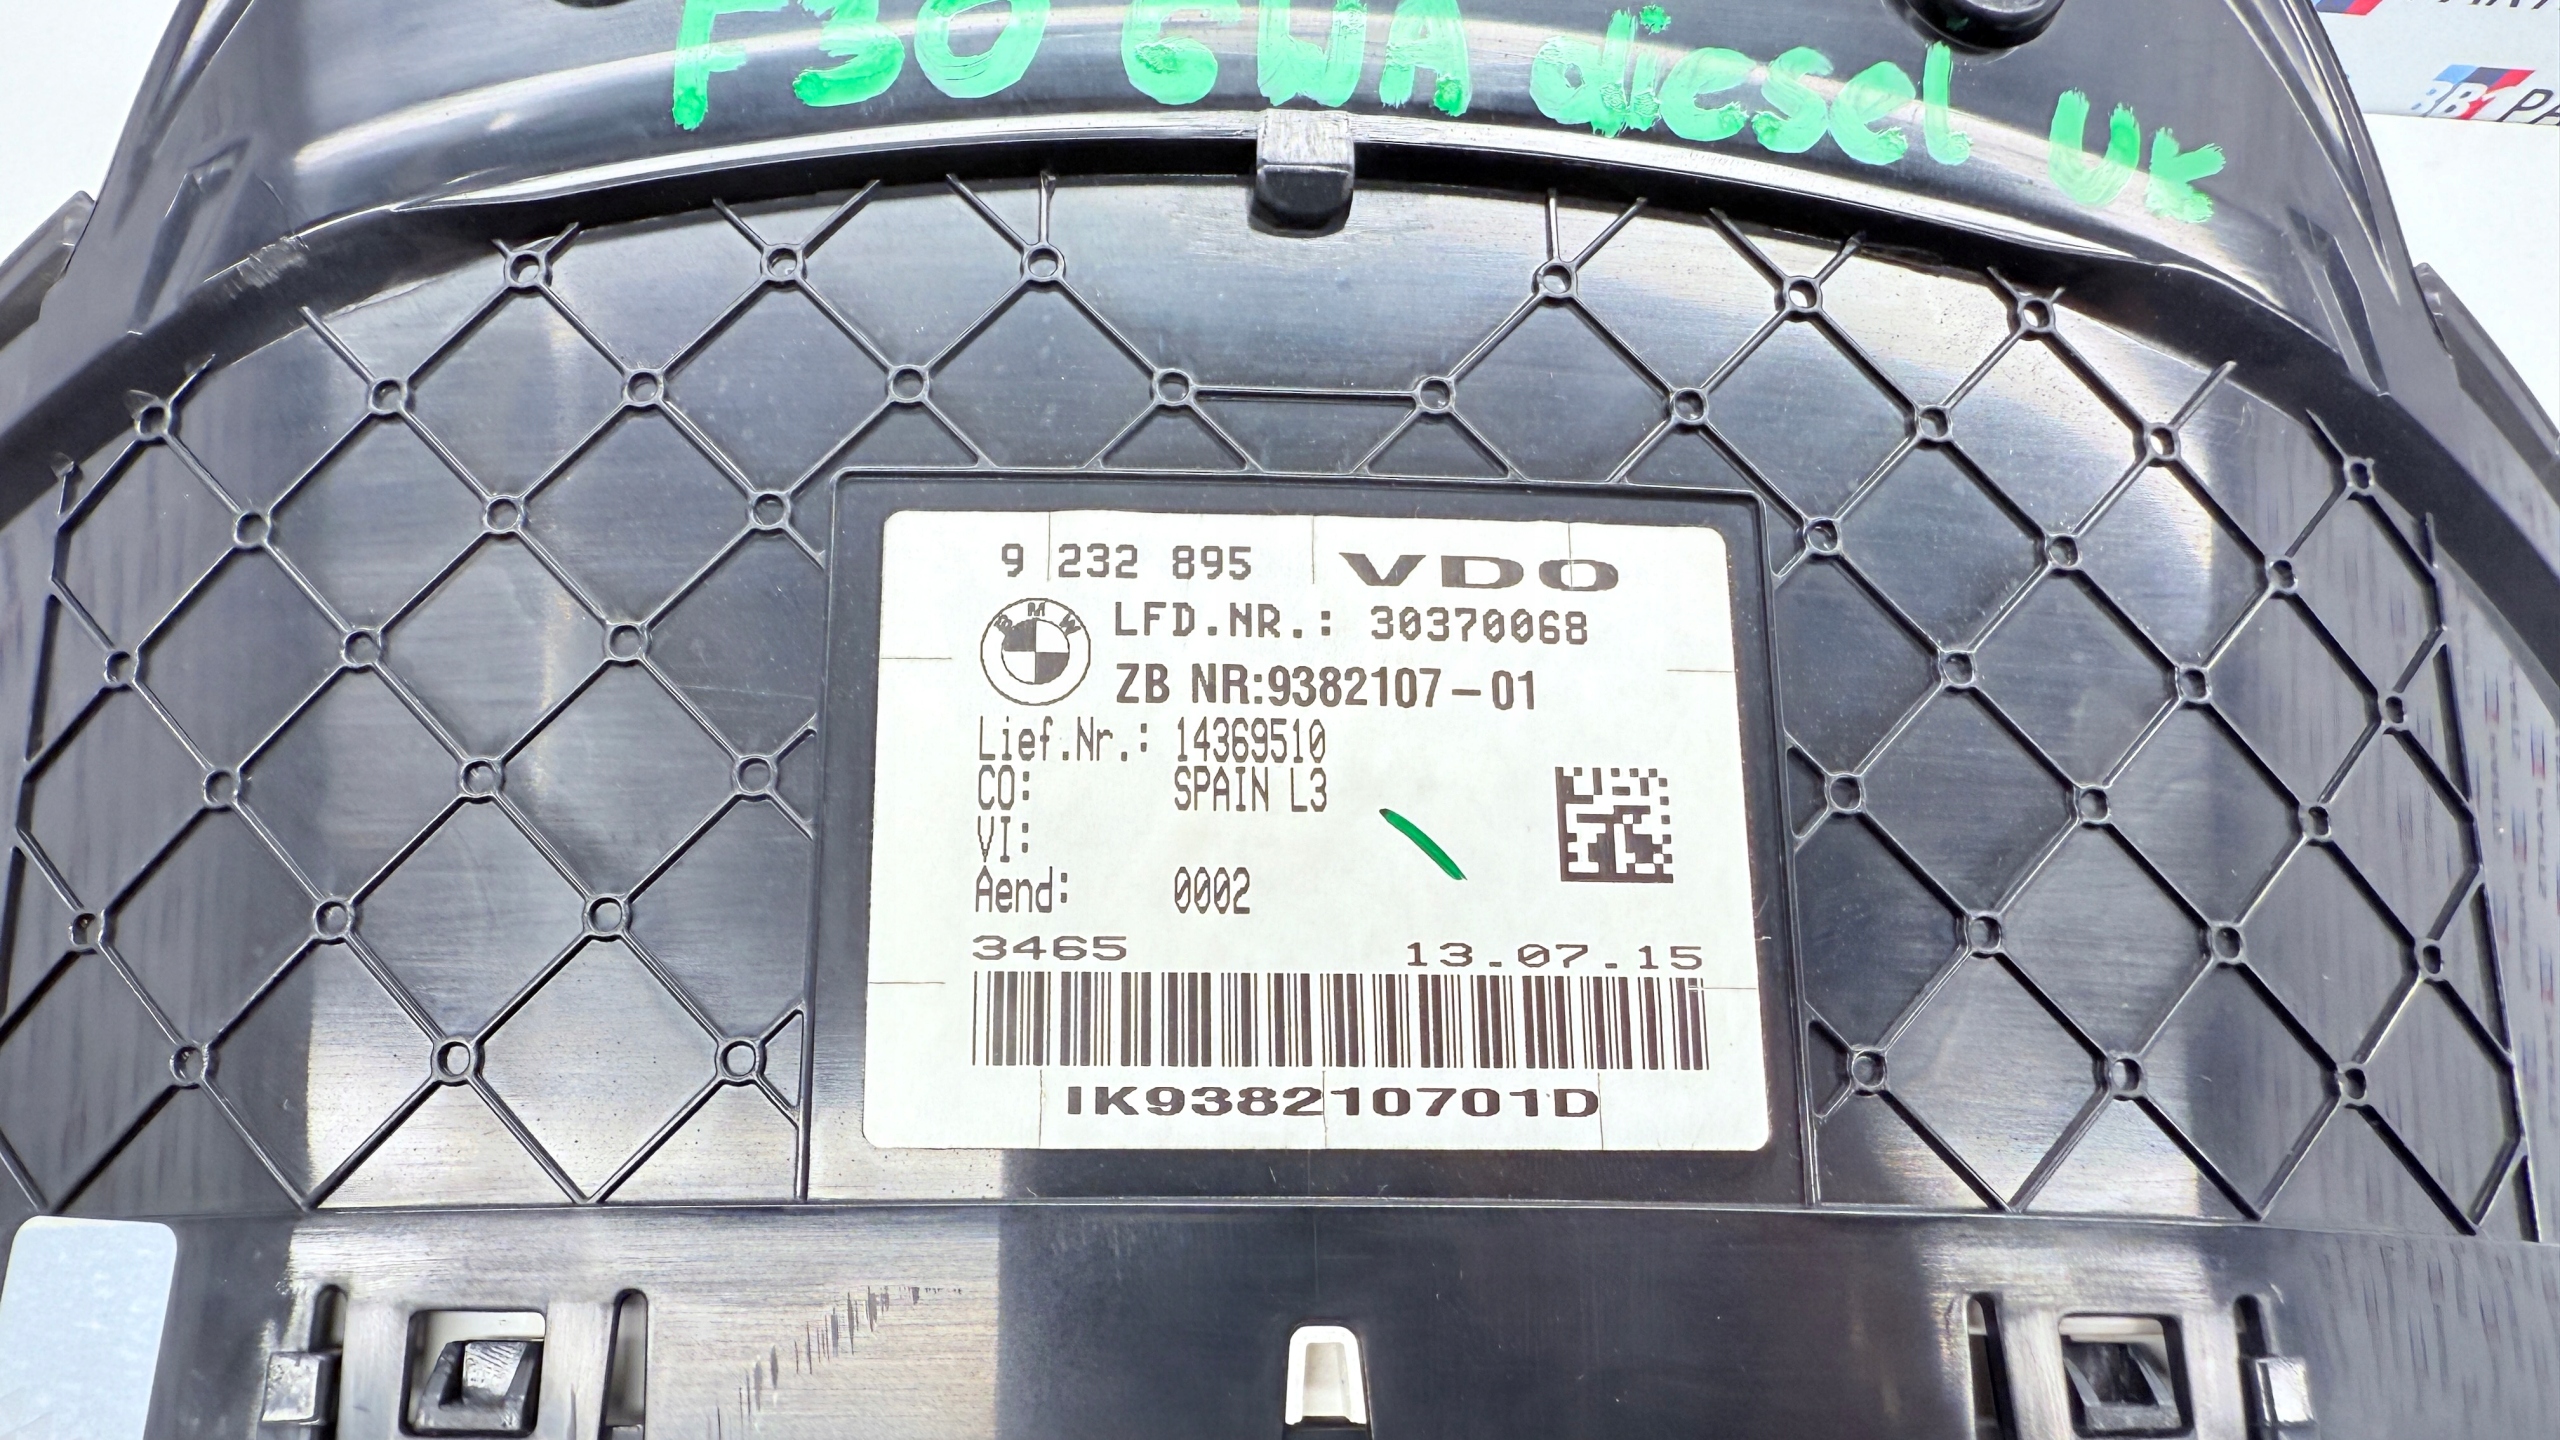 F30 6WA diesel UK
9 232 895 VDO
BMW
LFD.NR.: 30370068
ZB NR:9382107-01
Lief.Nr.: 14369510
CO: SPAIN L3
VI:
Aend: 0002
3465 13.07.15
IK938210701D